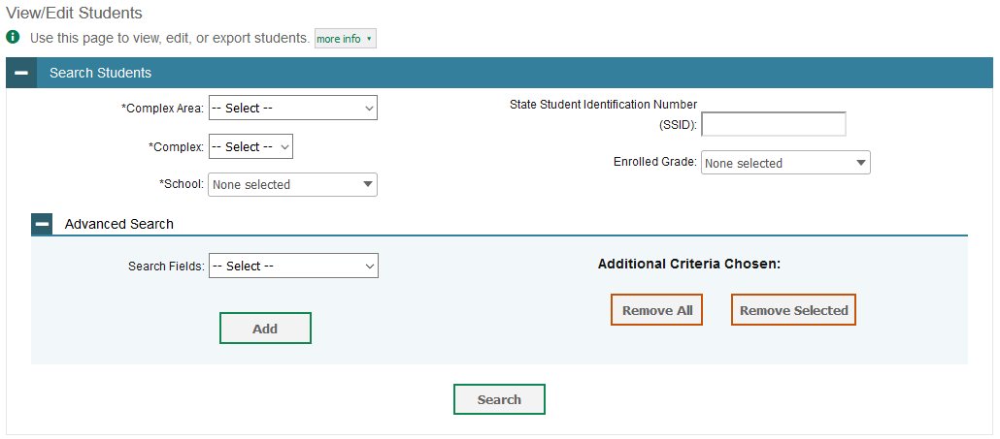 View/Edit Students
Use this page to view, edit, or export students. more info
Search Students
*Complex Area: -- Select --
*Complex: -- Select --
*School: None selected
State Student Identification Number
(SSID):
Enrolled Grade: None selected
Advanced Search
Search Fields: -- Select --
Add
Additional Criteria Chosen:
Remove All Remove Selected
Search